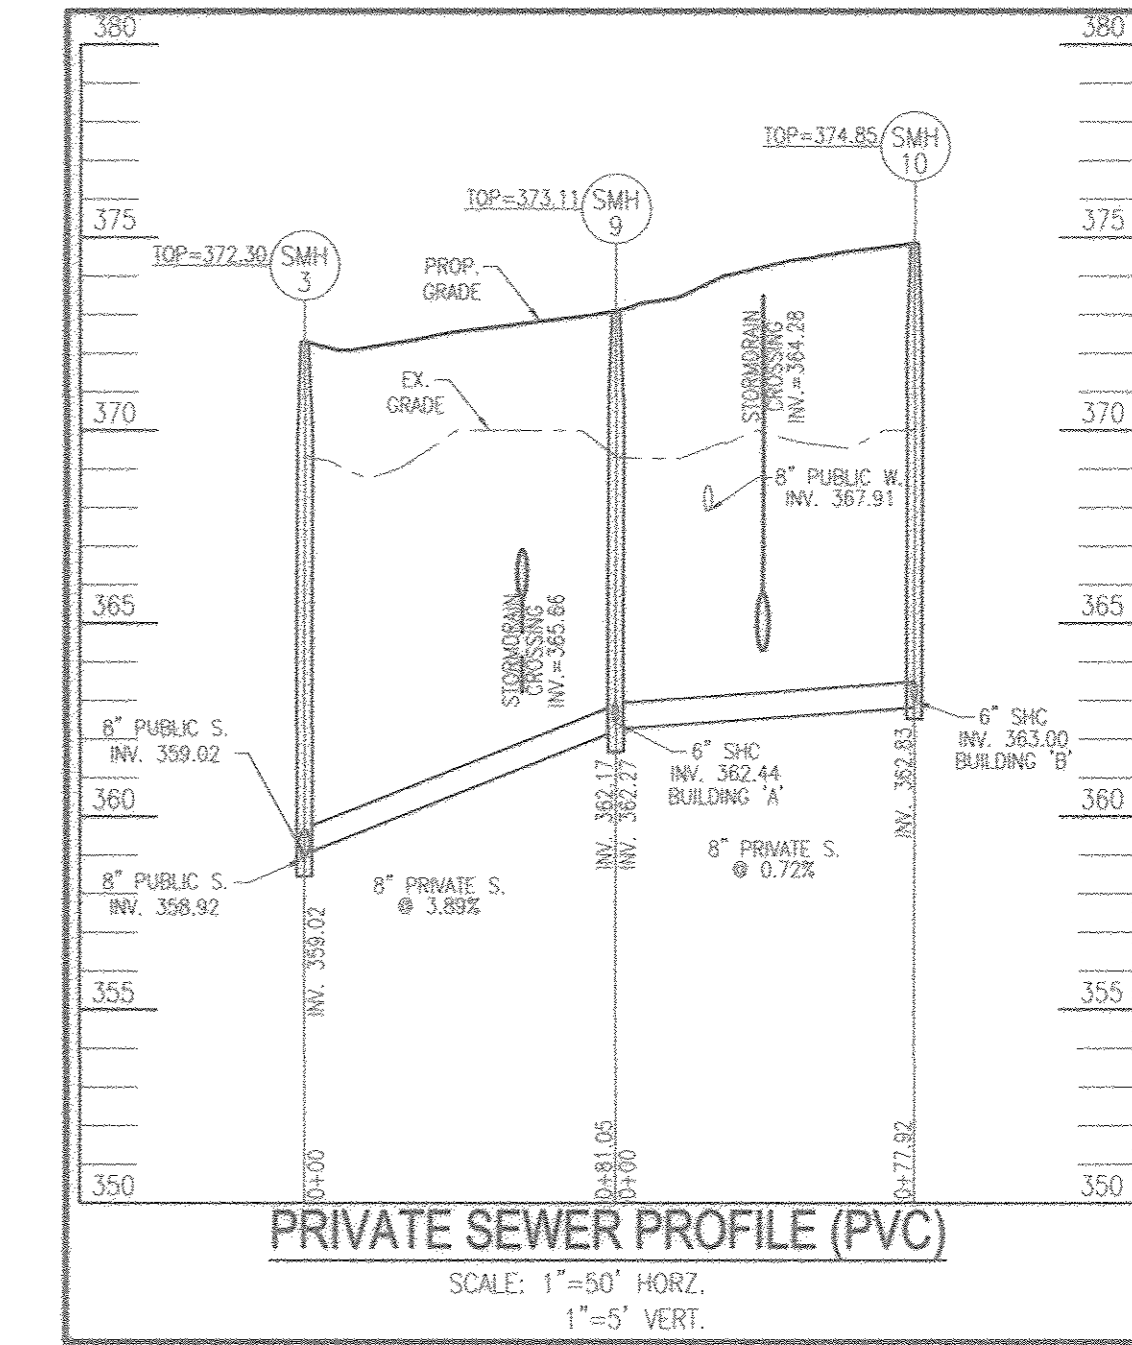 380
380
TOP=374.85
SMH
10
TOP=373.11
SMH
9
375
375
TOP=372.30
SMH
3
PROP.
GRADE
STORMDRAIN
CROSSING
INV.=364.28
EX.
GRADE
370
370
8" PUBLIC W.
INV. 367.91
365
365
STORMDRAIN
CROSSING
INV.=365.66
8" PUBLIC S.
INV. 359.02
6" SHC
INV. 362.44
BUILDING 'A'
6" SHC
INV. 363.00
BUILDING 'B'
INV. 362.17
INV. 362.27
INV. 362.83
360
360
8" PRIVATE S.
@ 0.72%
8" PUBLIC S.
INV. 358.92
8" PRIVATE S.
@ 3.89%
INV. 359.02
355
355
0+00
0+81.05
0+00
0+77.92
350
350
PRIVATE SEWER PROFILE (PVC)
SCALE: 1"=50' HORZ.
1"=5' VERT.